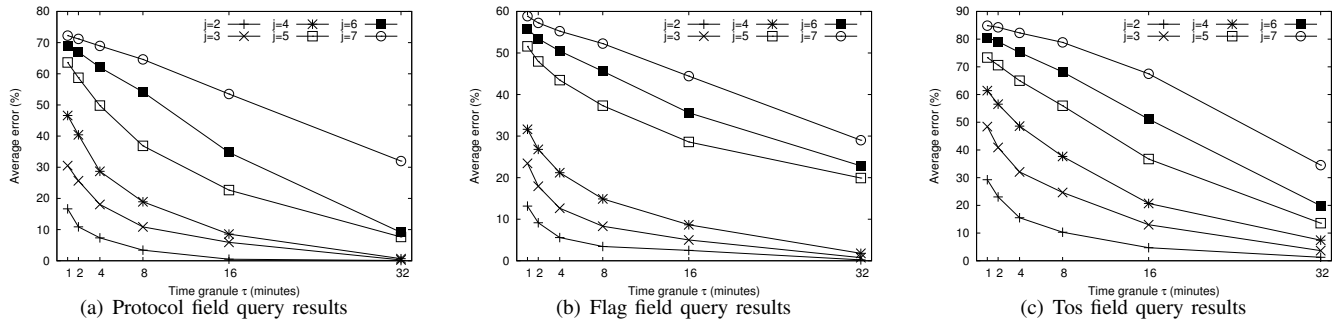 80
70
60
50
40
30
20
10
0
Average error (%)
j=2 j=4 j=6
j=3 j=5 j=7
1 2 4 8 16 32
Time granule τ (minutes)
(a) Protocol field query results
60
50
40
30
20
10
0
Average error (%)
j=2 j=4 j=6
j=3 j=5 j=7
1 2 4 8 16 32
Time granule τ (minutes)
(b) Flag field query results
100
90
80
70
60
50
40
30
20
10
0
Average error (%)
j=2 j=4 j=6
j=3 j=5 j=7
1 2 4 8 16 32
Time granule τ (minutes)
(c) Tos field query results